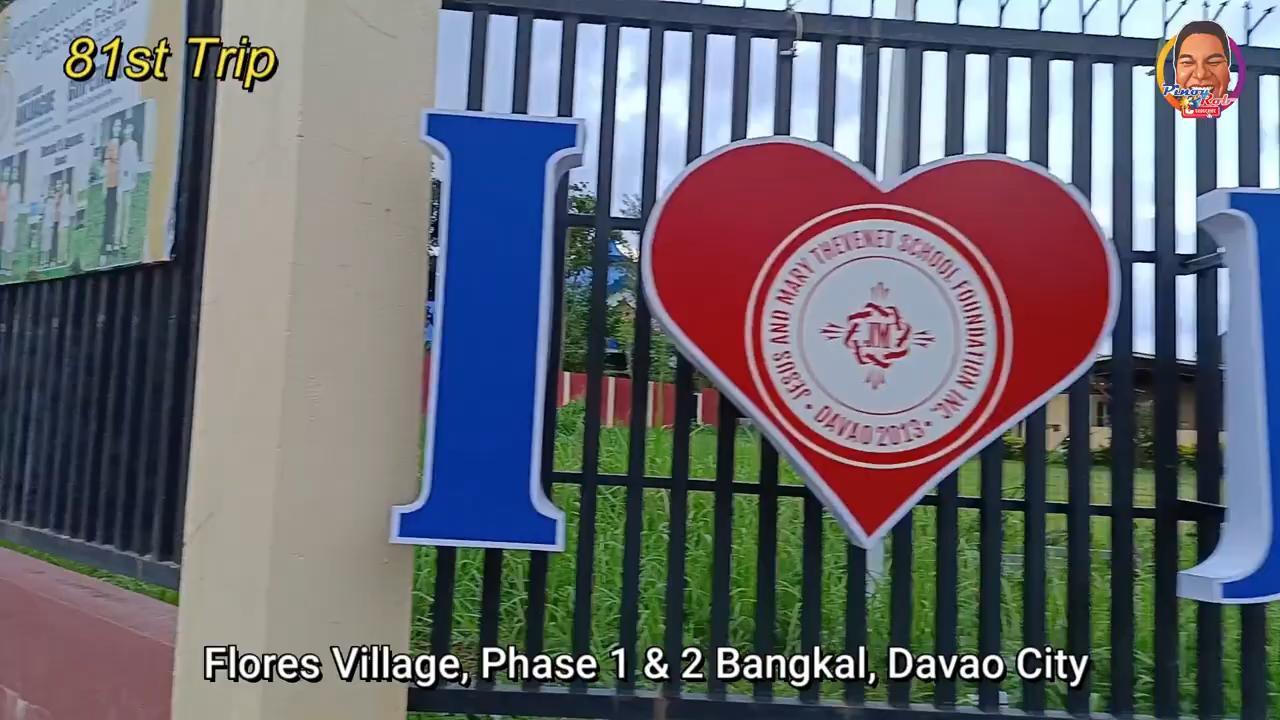 81st Trip
Pinoy
I
J
JESUS AND MARY THEVENET SCHOOL FOUNDATION INC.
• DAVAO 2013 •
JM
Flores Village, Phase 1 & 2 Bangkal, Davao City